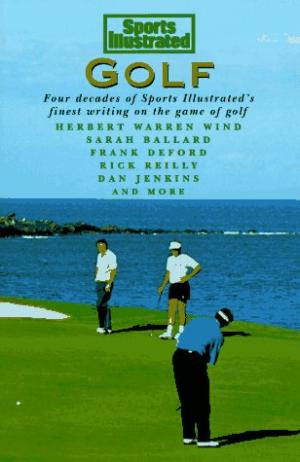 Sports
Illustrated
GOLF
Four decades of Sports Illustrated's
finest writing on the game of golf
HERBERT WARREN WIND
SARAH BALLARD
FRANK DEFORD
RICK REILLY
DAN JENKINS
AND MORE